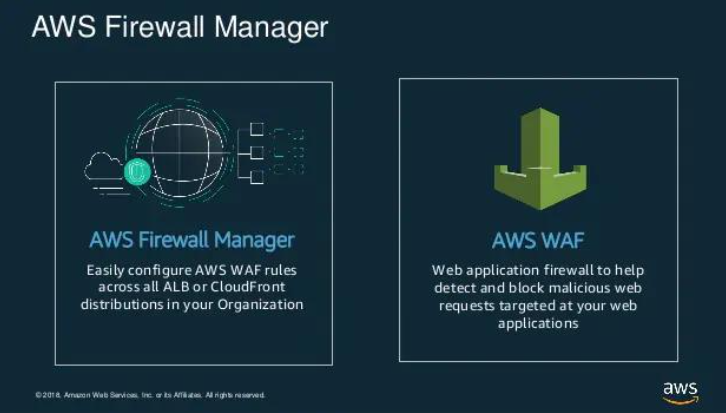 AWS Firewall Manager
AWS Firewall Manager
Easily configure AWS WAF rules
across all ALB or CloudFront
distributions in your Organization
AWS WAF
Web application firewall to help
detect and block malicious web
requests targeted at your web
applications
© 2018, Amazon Web Services, Inc. or its Affiliates. All rights reserved.
aws